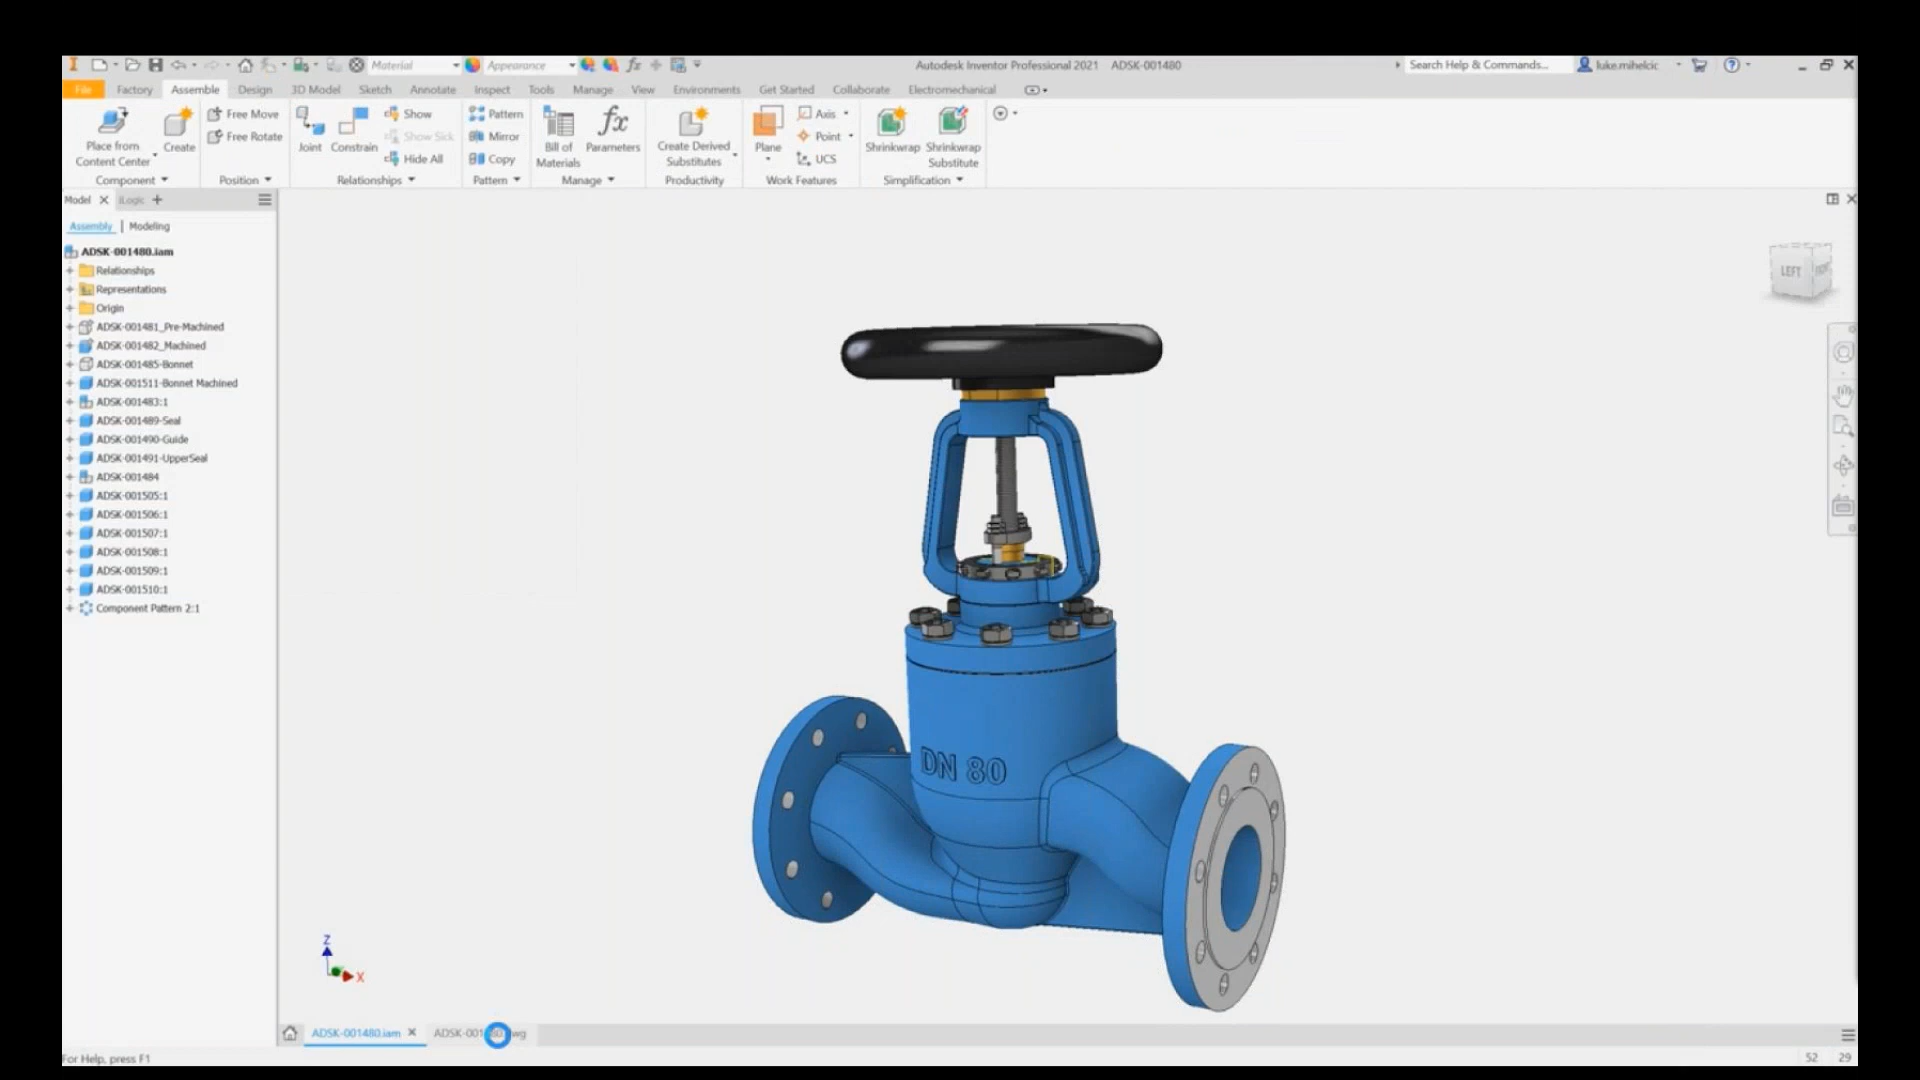 Material
Appearance
fx
Autodesk Inventor Professional 2021 ADSK-001480
Search Help & Commands...
luke.mihelcic
File Factory Assemble Design 3D Model Sketch Annotate Inspect Tools Manage View Environments Get Started Collaborate Electromechanical
Place from
Content Center
Create
Component
Free Move
Free Rotate
Position
Joint
Constrain
Show
Show Sick
Hide All
Relationships
Pattern
Mirror
Copy
Pattern
Bill of
Materials
fx
Parameters
Manage
Create Derived
Substitutes
Productivity
Plane
Axis
Point
UCS
Work Features
Shrinkwrap
Shrinkwrap
Substitute
Simplification
Model iLogic +
Assembly | Modeling
ADSK-001480.iam
Relationships
Representations
Origin
ADSK-001481_Pre-Machined
ADSK-001482_Machined
ADSK-001485-Bonnet
ADSK-001511-Bonnet Machined
ADSK-001483:1
ADSK-001489-Seal
ADSK-001490-Guide
ADSK-001491-UpperSeal
ADSK-001484
ADSK-001505:1
ADSK-001506:1
ADSK-001507:1
ADSK-001508:1
ADSK-001509:1
ADSK-001510:1
Component Pattern 2:1
LEFT
DN 80
Z
X
ADSK-001480.iam
For Help, press F1
52 29